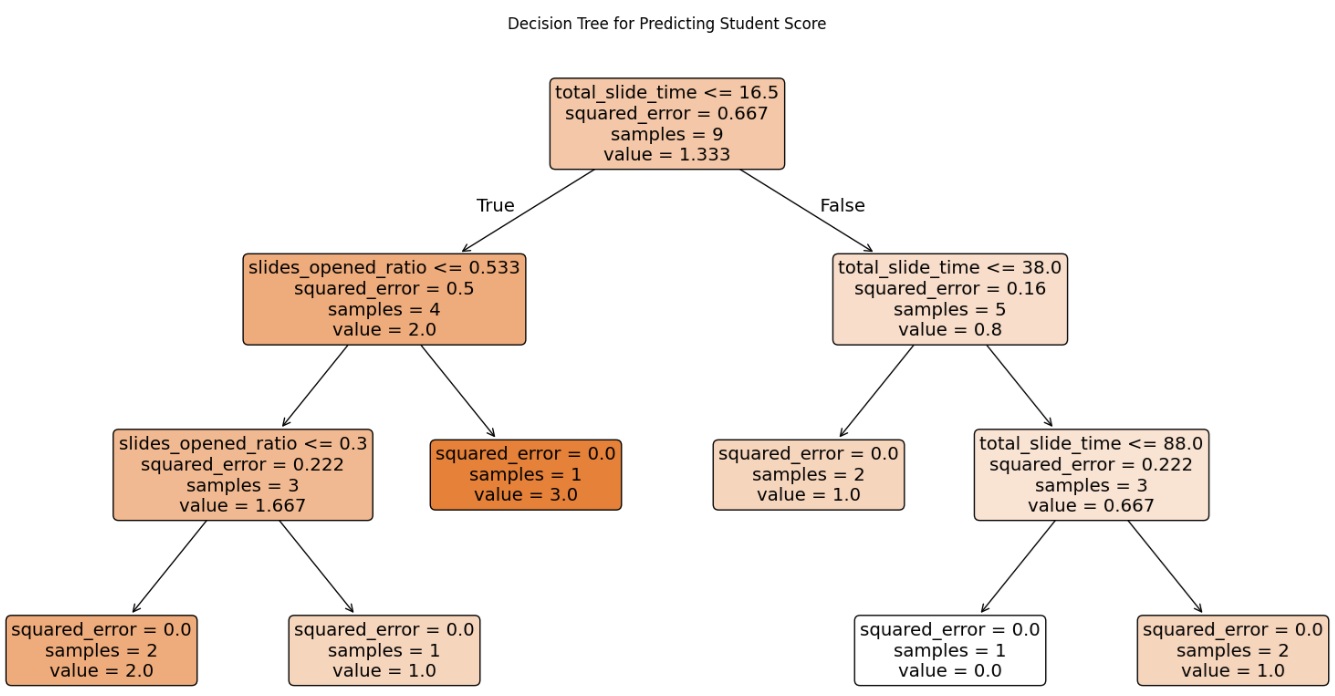 Decision Tree for Predicting Student Score
total_slide_time <= 16.5
squared_error = 0.667
samples = 9
value = 1.333
True
False
slides_opened_ratio <= 0.533
squared_error = 0.5
samples = 4
value = 2.0
total_slide_time <= 38.0
squared_error = 0.16
samples = 5
value = 0.8
slides_opened_ratio <= 0.3
squared_error = 0.222
samples = 3
value = 1.667
squared_error = 0.0
samples = 1
value = 3.0
squared_error = 0.0
samples = 2
value = 1.0
total_slide_time <= 88.0
squared_error = 0.222
samples = 3
value = 0.667
squared_error = 0.0
samples = 2
value = 2.0
squared_error = 0.0
samples = 1
value = 1.0
squared_error = 0.0
samples = 1
value = 0.0
squared_error = 0.0
samples = 2
value = 1.0